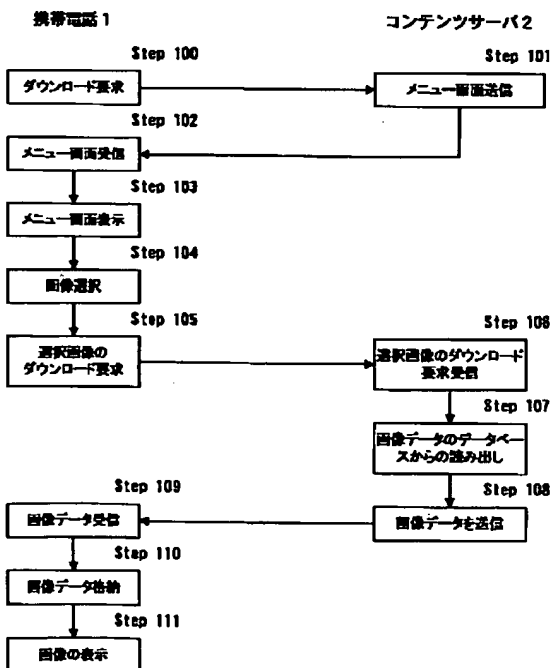 携帯電話1
コンテンツサーバ2
Step 100
Step 101
ダウンロード要求
メニュー画面送信
Step 102
メニュー画面受信
Step 103
メニュー画面表示
Step 104
画像選択
Step 105
Step 106
選択画像の
ダウンロード要求
選択画像のダウンロード
要求受信
Step 107
画像データのデータベー
スからの読み出し
Step 108
Step 109
画像データ受信
画像データを送信
Step 110
画像データ格納
Step 111
画像の表示